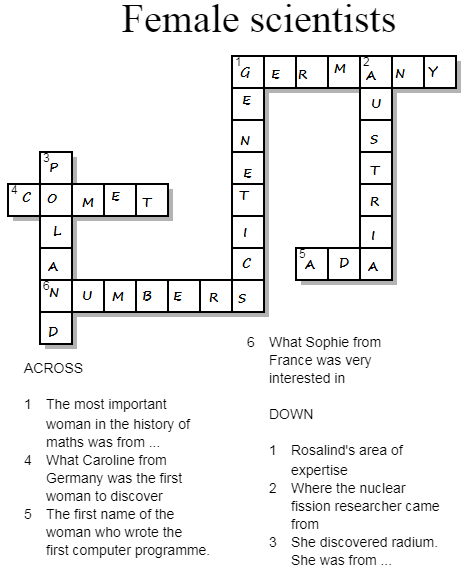 Female scientists
1 G E R M 2 A N Y
E U
N S
3 P E T
4 C O M E T T R
L I I
A C 5 A D A
6 N U M B E R S
D
ACROSS
1 The most important
woman in the history of
maths was from ...
4 What Caroline from
Germany was the first
woman to discover
5 The first name of the
woman who wrote the
first computer programme.
6 What Sophie from
France was very
interested in
DOWN
1 Rosalind's area of
expertise
2 Where the nuclear
fission researcher came
from
3 She discovered radium.
She was from ...